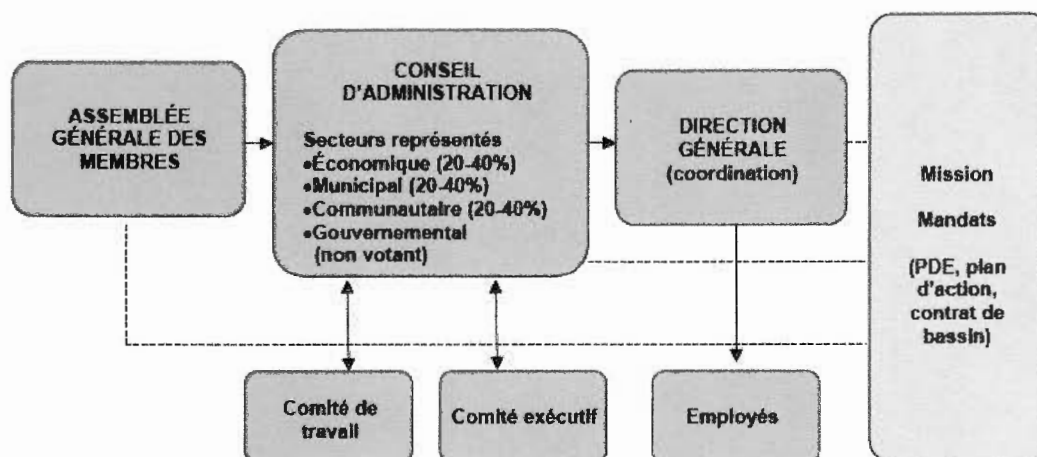 ASSEMBLÉE
GÉNÉRALE DES
MEMBRES
CONSEIL
D'ADMINISTRATION
Secteurs représentés
•Économique (20-40%)
•Municipal (20-40%)
•Communautaire (20-40%)
•Gouvernemental
(non votant)
DIRECTION
GÉNÉRALE
(coordination)
Mission
Mandats
(PDE, plan
d'action,
contrat de
bassin)
Comité de
travail
Comité exécutif
Employés